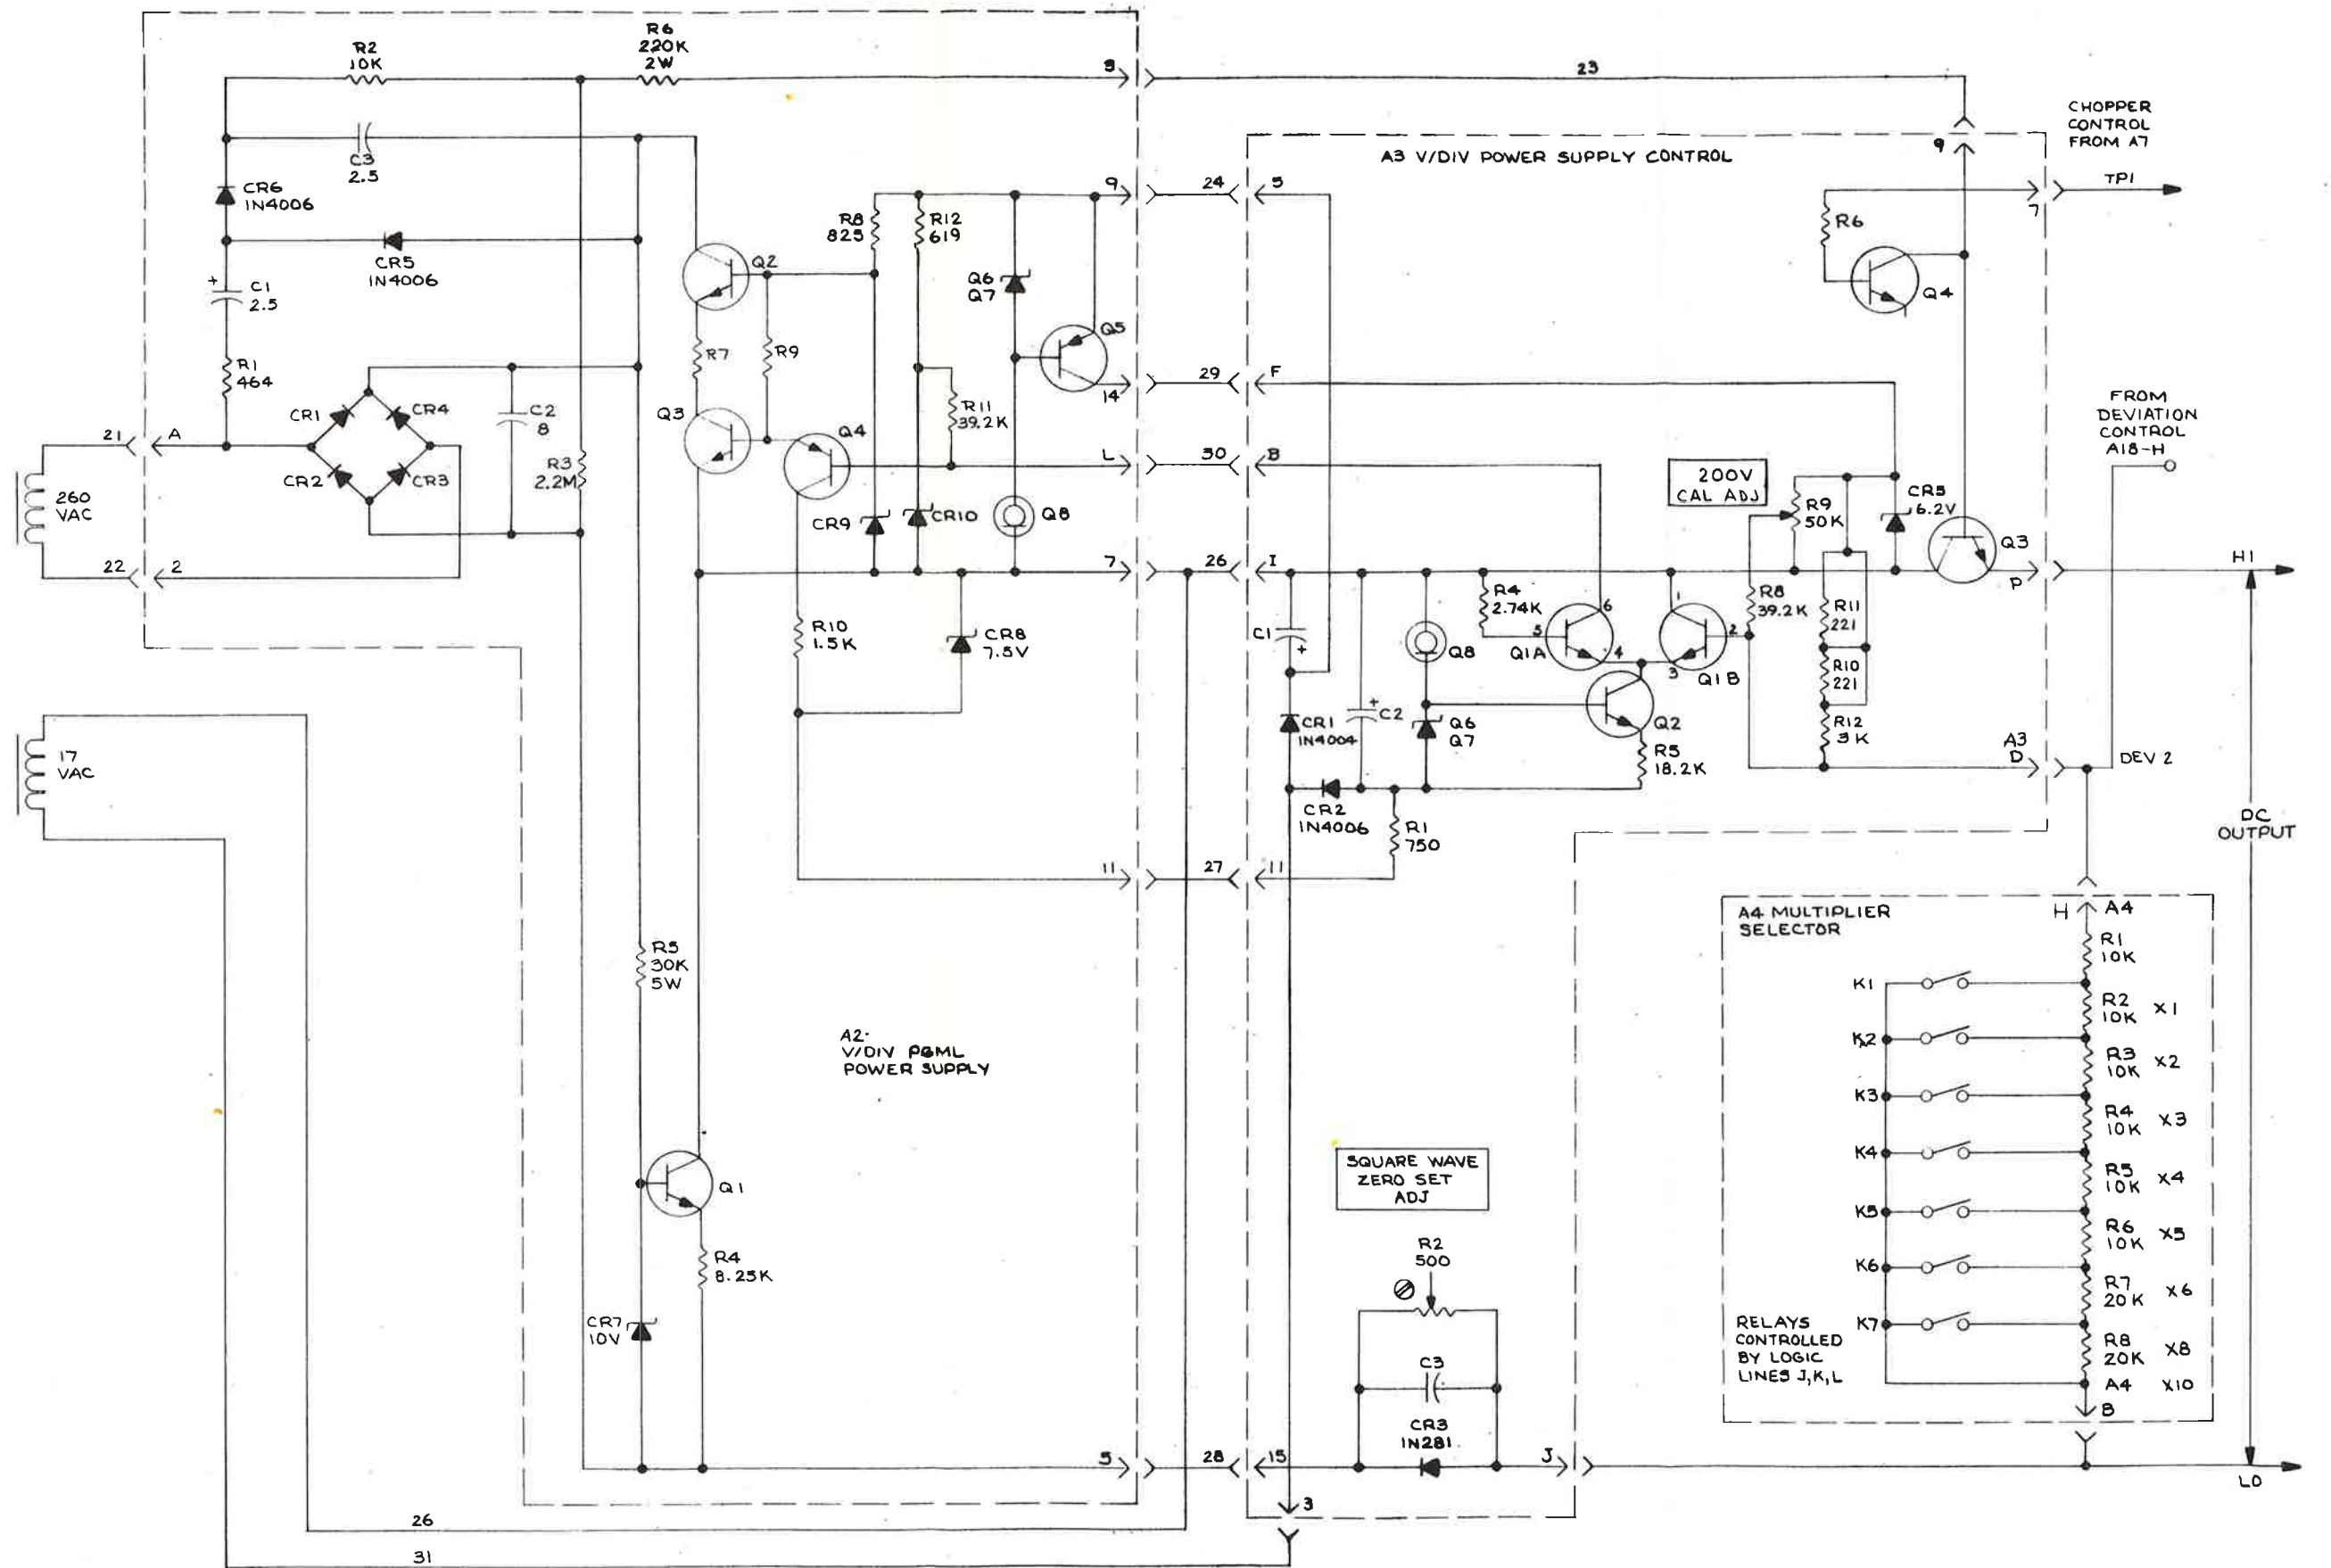 R2
10K
R6
220K
2W
23
CHOPPER
CONTROL
FROM A7
C3
2.5
A3 V/DIV POWER SUPPLY CONTROL
9
CR6
1N4006
9
24
5
TP1
7
R8
825
R12
619
R6
CR5
1N4006
Q2
Q6
Q7
Q4
C1
2.5
+
Q5
R1
464
R7
R9
29
F
14
CR1
CR4
C2
8
Q3
Q4
R11
39.2K
FROM
DEVIATION
CONTROL
A18-H
21
A
CR2
CR3
R3
2.2M
L
30
B
200V
CAL ADJ
R9
50K
CR5
6.2V
260
VAC
CR9
CR10
Q8
Q3
22
2
7
26
I
P
HI
R10
1.5K
CR8
7.5V
C1
+
R4
2.74K
5
6
1
2
R8
39.2K
R11
221
Q8
Q1A
4
3
Q1B
R10
221
CR1
1N4004
+
C2
Q6
Q7
Q2
R12
3K
17
VAC
R5
18.2K
A3
D
DEV 2
CR2
1N4006
R1
750
DC
OUTPUT
11
27
11
A4 MULTIPLIER
SELECTOR
H
A4
R5
30K
5W
R1
10K
K1
R2
10K
X1
A2
V/DIV PGML
POWER SUPPLY
K2
R3
10K
X2
K3
R4
10K
X3
SQUARE WAVE
ZERO SET
ADJ
K4
R5
10K
X4
Q1
K5
R6
10K
X5
R4
8.25K
R2
500
K6
R7
20K
X6
CR7
10V
RELAYS
CONTROLLED
BY LOGIC
LINES J,K,L
K7
R8
20K
X8
C3
A4
X10
B
CR3
1N281
5
28
15
J
LO
3
26
31